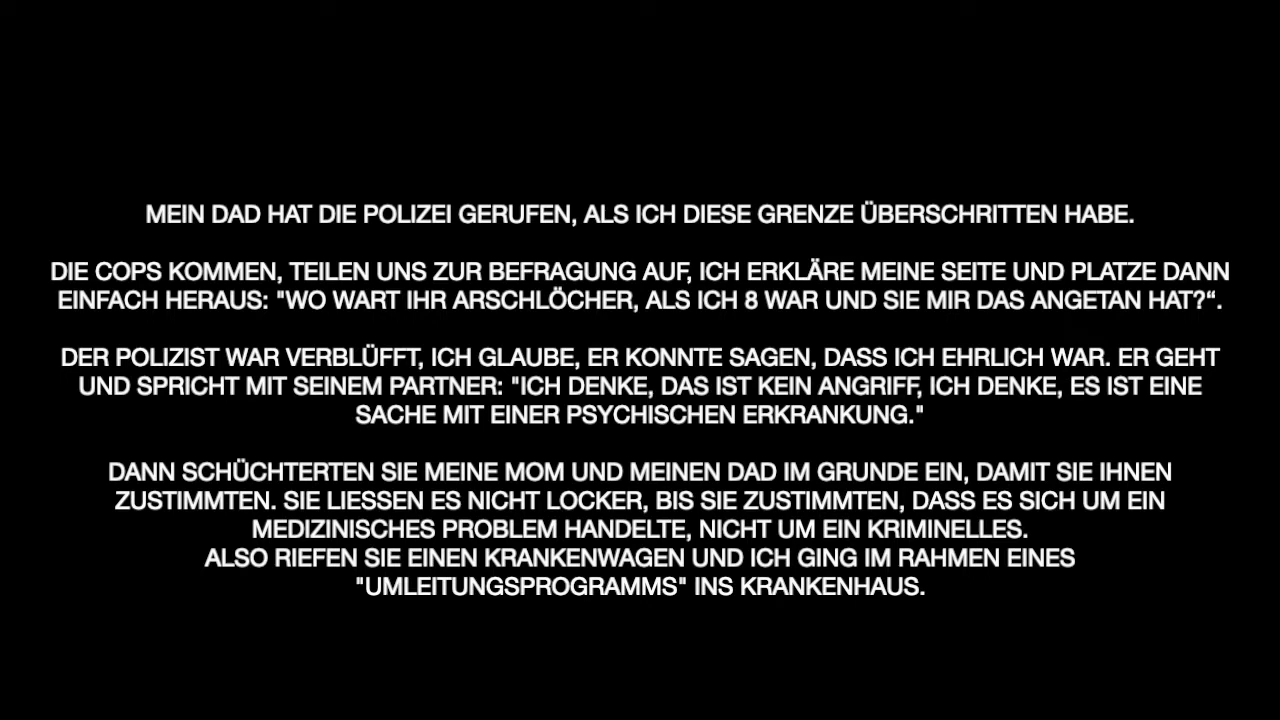 MEIN DAD HAT DIE POLIZEI GERUFEN, ALS ICH DIESE GRENZE ÜBERSCHRITTEN HABE.
DIE COPS KOMMEN, TEILEN UNS ZUR BEFRAGUNG AUF, ICH ERKLÄRE MEINE SEITE UND PLATZE DANN
EINFACH HERAUS: "WO WART IHR ARSCHLÖCHER, ALS ICH 8 WAR UND SIE MIR DAS ANGETAN HAT?“.
DER POLIZIST WAR VERBLÜFFT, ICH GLAUBE, ER KONNTE SAGEN, DASS ICH EHRLICH WAR. ER GEHT
UND SPRICHT MIT SEINEM PARTNER: "ICH DENKE, DAS IST KEIN ANGRIFF, ICH DENKE, ES IST EINE
SACHE MIT EINER PSYCHISCHEN ERKRANKUNG."
DANN SCHÜCHTERTEN SIE MEINE MOM UND MEINEN DAD IM GRUNDE EIN, DAMIT SIE IHNEN
ZUSTIMMTEN. SIE LIESSEN ES NICHT LOCKER, BIS SIE ZUSTIMMTEN, DASS ES SICH UM EIN
MEDIZINISCHES PROBLEM HANDELTE, NICHT UM EIN KRIMINELLES.
ALSO RIEFEN SIE EINEN KRANKENWAGEN UND ICH GING IM RAHMEN EINES
"UMLEITUNGSPROGRAMMS" INS KRANKENHAUS.